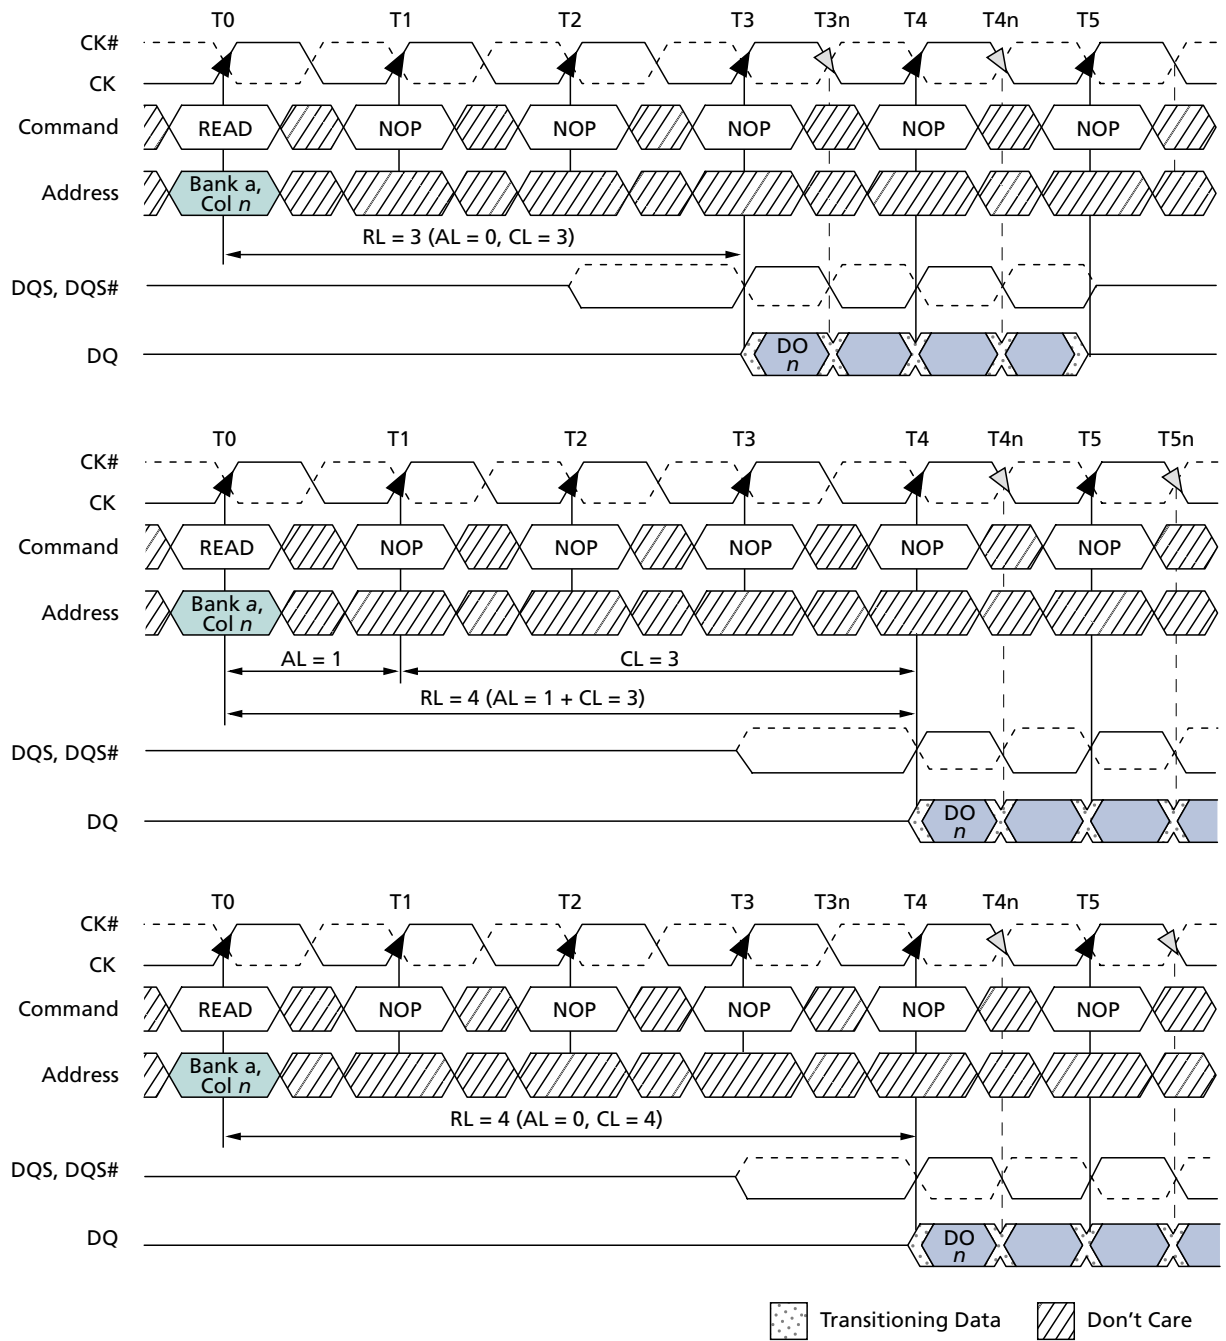 T0 T1 T2 T3 T3n T4 T4n T5
CK#
CK
Command READ NOP NOP NOP NOP NOP
Address Bank a,
Col n
RL = 3 (AL = 0, CL = 3)
DQS, DQS#
DQ DO
n
T0 T1 T2 T3 T4 T4n T5 T5n
CK#
CK
Command READ NOP NOP NOP NOP NOP
Address Bank a,
Col n
AL = 1 CL = 3
RL = 4 (AL = 1 + CL = 3)
DQS, DQS#
DQ DO
n
T0 T1 T2 T3 T3n T4 T4n T5
CK#
CK
Command READ NOP NOP NOP NOP NOP
Address Bank a,
Col n
RL = 4 (AL = 0, CL = 4)
DQS, DQS#
DQ DO
n
Transitioning Data Don't Care